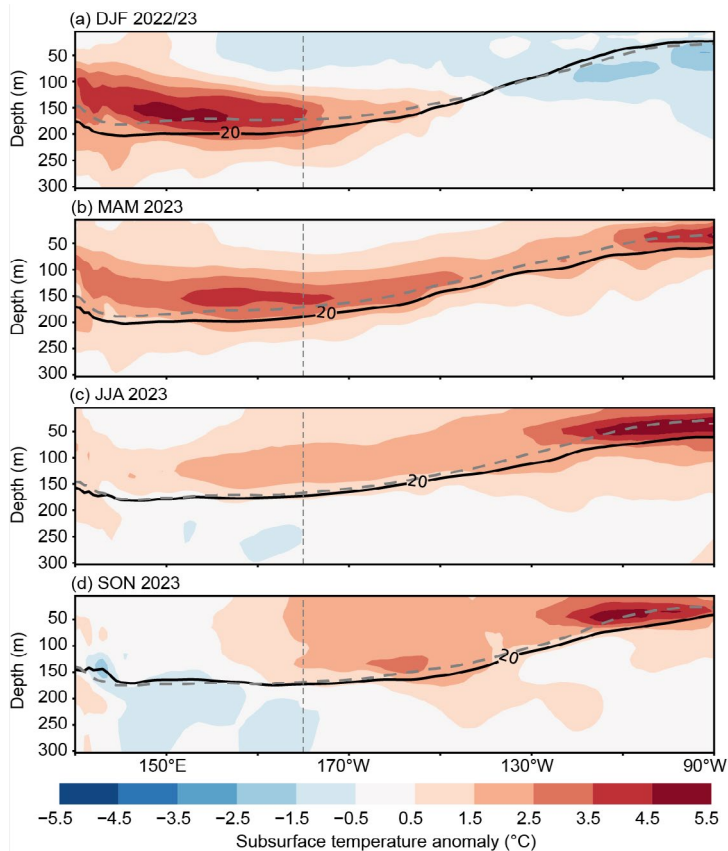 (a) DJF 2022/23
Depth (m)
50
100
150
200
250
300
20
(b) MAM 2023
Depth (m)
50
100
150
200
250
300
20
(c) JJA 2023
Depth (m)
50
100
150
200
250
300
20
(d) SON 2023
Depth (m)
50
100
150
200
250
300
20
150°E 170°W 130°W 90°W
−5.5 −4.5 −3.5 −2.5 −1.5 −0.5 0.5 1.5 2.5 3.5 4.5 5.5
Subsurface temperature anomaly (°C)